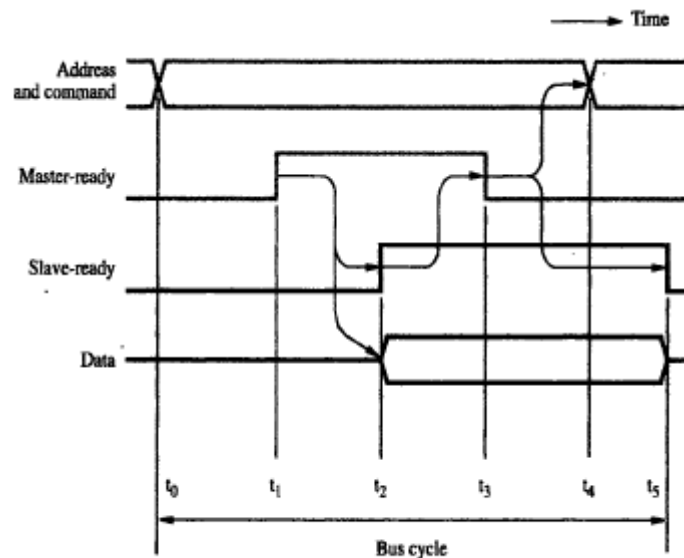 Time
Address
and command
Master-ready
Slave-ready
Data
t0 t1 t2 t3 t4 t5
Bus cycle